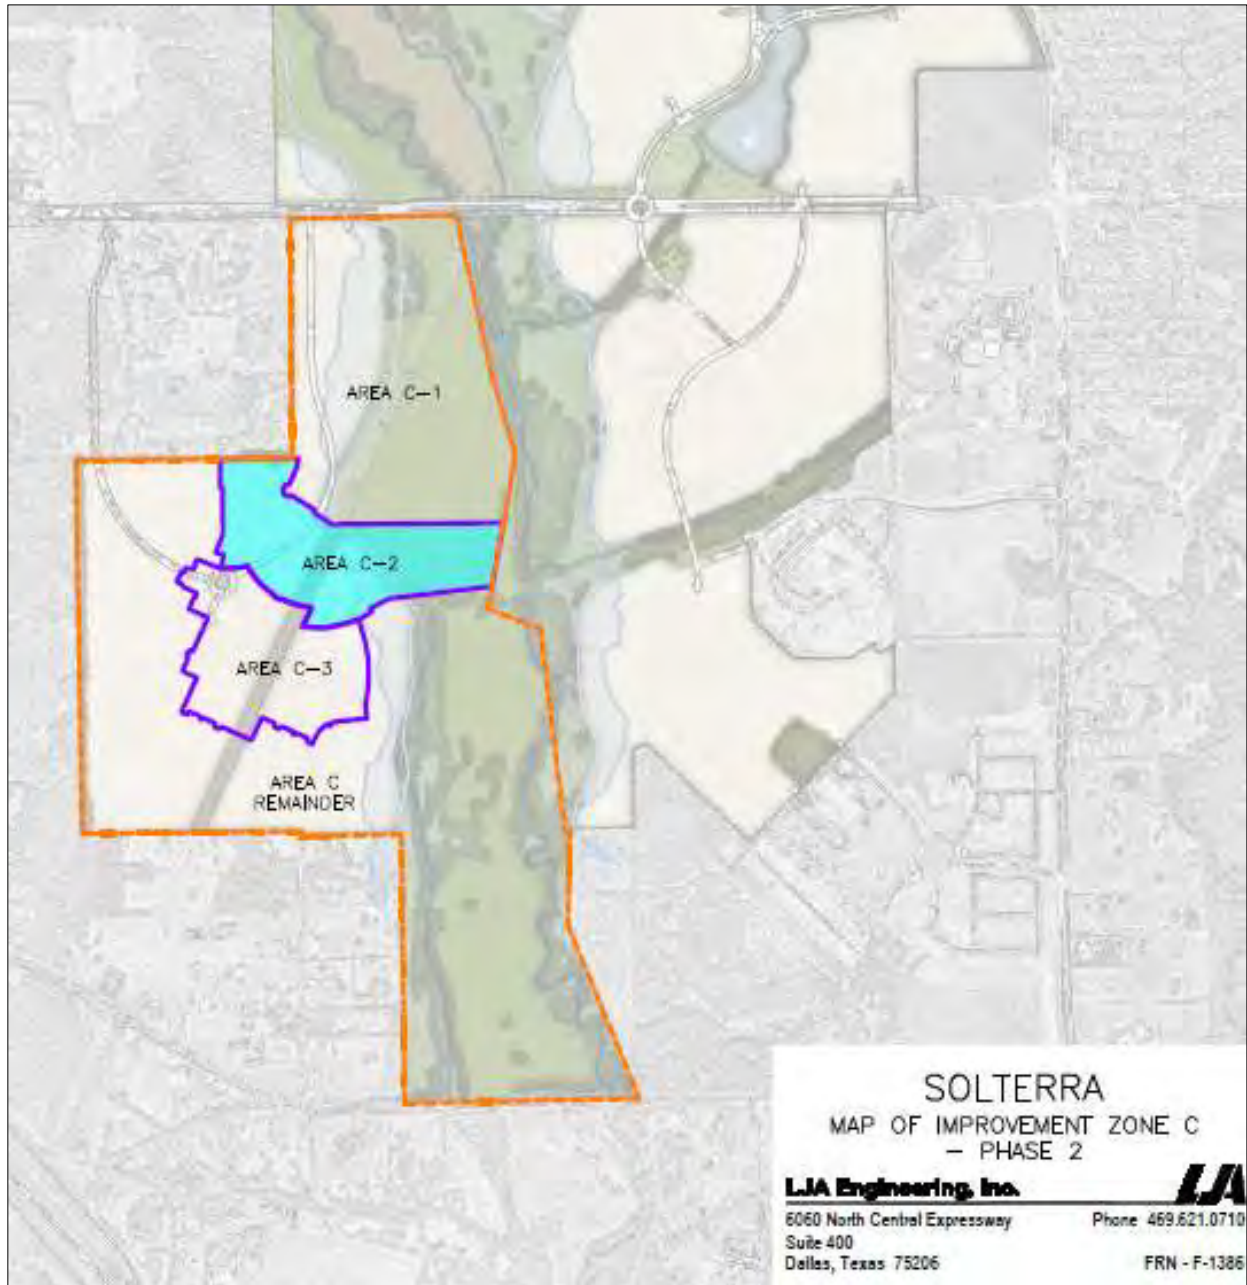 AREA C-1
AREA C-2
AREA C-3
AREA C
REMAINDER
SOLTERRA
MAP OF IMPROVEMENT ZONE C
- PHASE 2
LJA Engineering, Inc.
LJA
6060 North Central Expressway
Phone 469.621.0710
Suite 400
Dallas, Texas 75206
FRN - F-1386